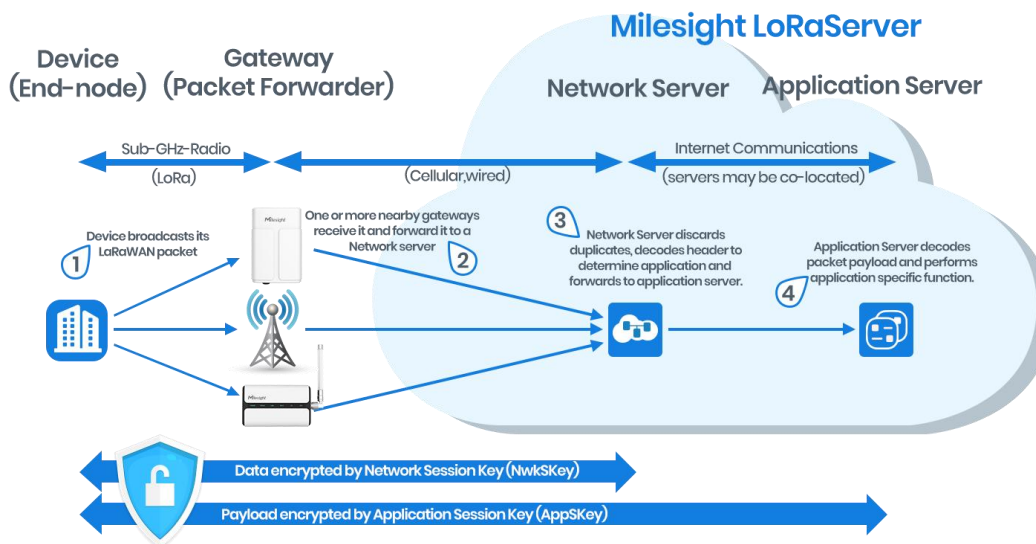 Milesight LoRaServer
Device
(End-node)
Gateway
(Packet Forwarder)
Network Server
Application Server
Sub-GHz-Radio
(LoRa)
(Cellular,wired)
Internet Communications
(servers may be co-located)
1
Device broadcasts its
LaRaWAN packet
Milesight
One or more nearby gateways
receive it and forward it to a
Network server
2
3
Network Server discards
duplicates, decodes header to
determine application and
forwards to application server.
4
Application Server decodes
packet payload and performs
application specific function.
Milesight
Data encrypted by Network Session Key (NwkSKey)
Payload encrypted by Application Session Key (AppSKey)